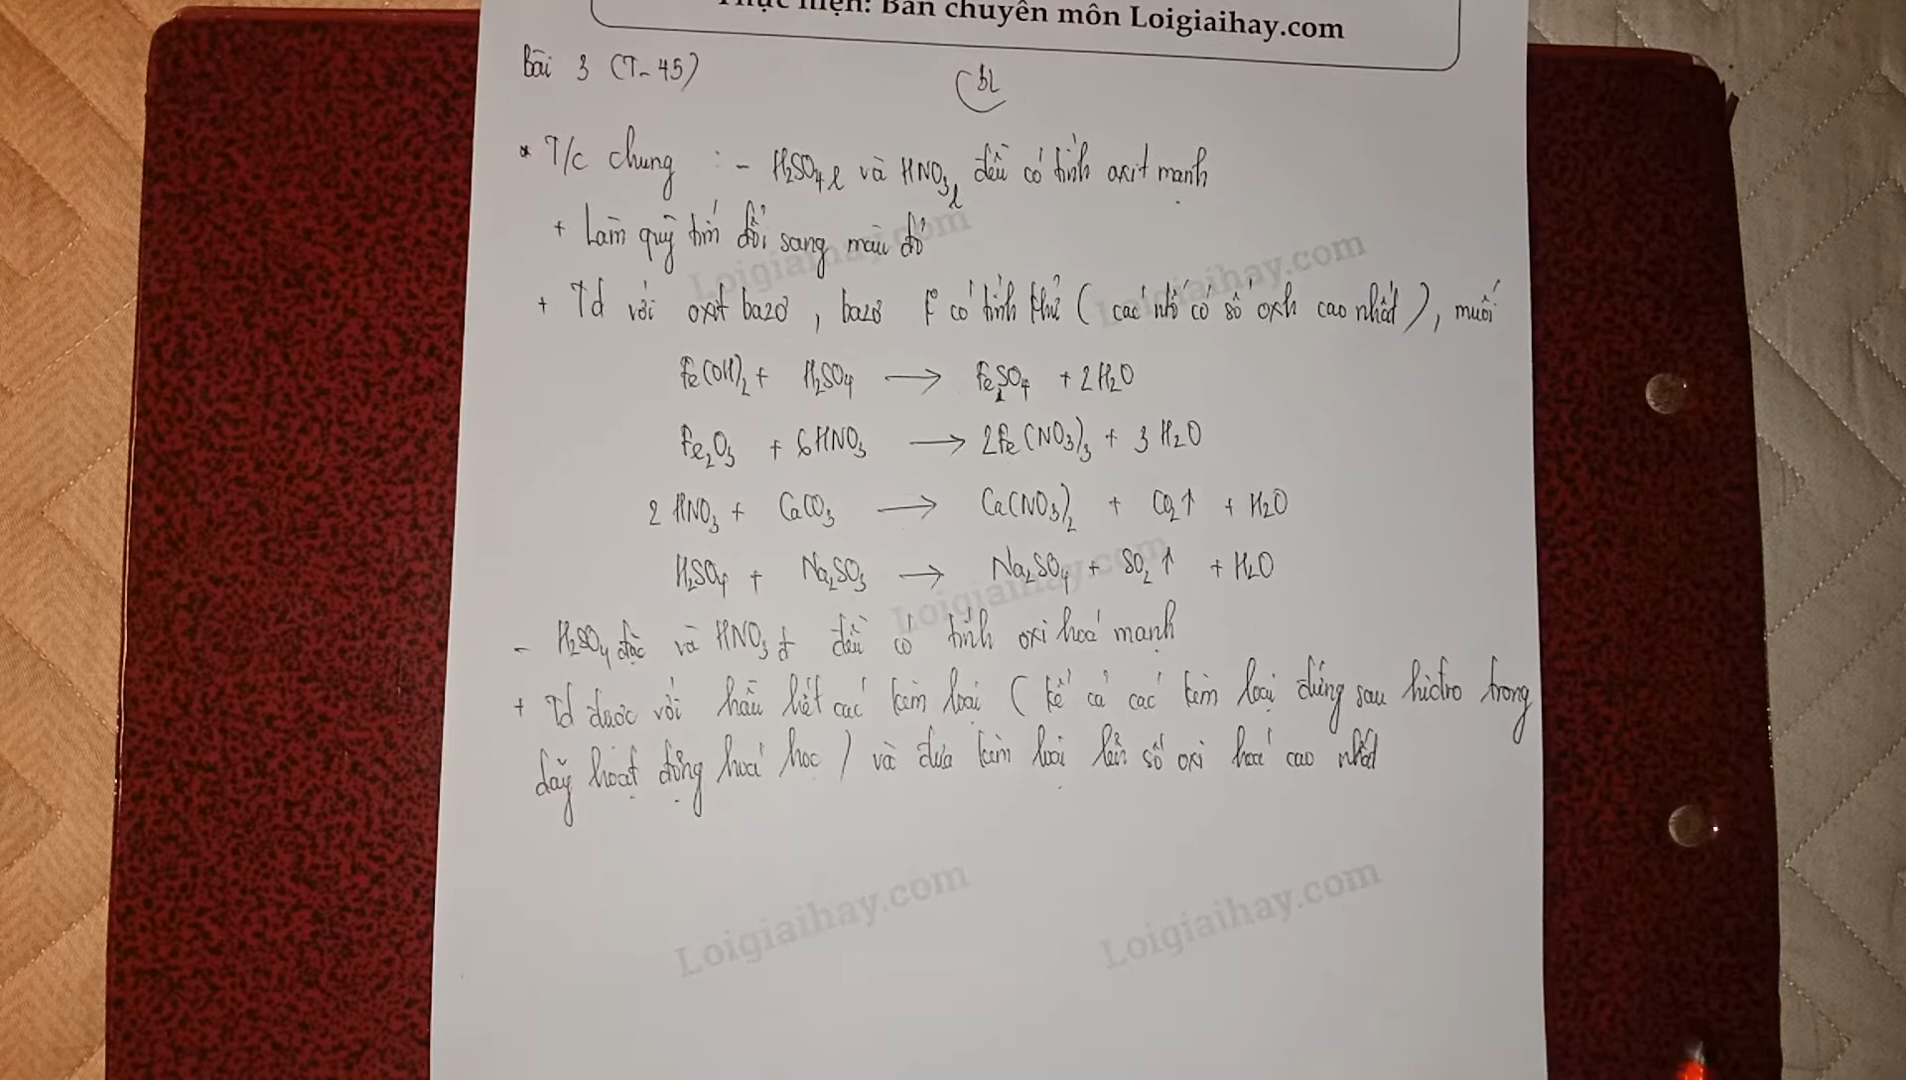 Thực hiện: Ban chuyên môn Loigiaihay.com
Bài 3 (T-45)
BL
* T/c chung : - H₂SO₄ l và HNO₃ l đều có tính axit mạnh
+ Làm quỳ tím đổi sang màu đỏ
+ Td với oxit bazơ, bazơ k có tính khử (các ntố có số oxh cao nhất), muối
Fe(OH)₂ + H₂SO₄ → FeSO₄ + 2H₂O
Fe₂O₃ + 6HNO₃ → 2Fe(NO₃)₃ + 3H₂O
2HNO₃ + CaCO₃ → Ca(NO₃)₂ + CO₂↑ + H₂O
H₂SO₄ + Na₂SO₃ → Na₂SO₄ + SO₂↑ + H₂O
- H₂SO₄ đặc và HNO₃ đ đều có tính oxi hoá mạnh
+ Td được với hầu hết các kim loại (kể cả các kim loại đứng sau hiđro trong
dãy hoạt động hoá học) và đưa kim loại lên số oxi hoá cao nhất
Loigiaihay.com
Loigiaihay.com
Loigiaihay.com
Loigiaihay.com
Loigiaihay.com